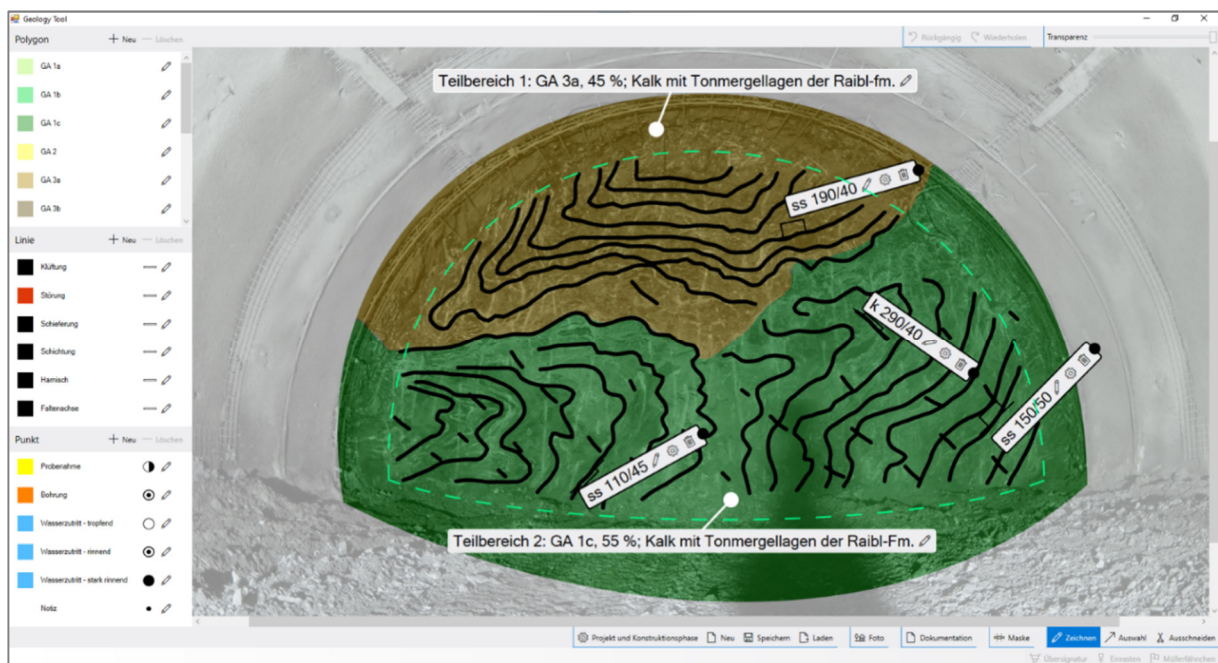 Geology Tool
Polygon + Neu — Löschen
GA 1a
GA 1b
GA 1c
GA 2
GA 3a
GA 3b
Linie + Neu — Löschen
Klüftung
Störung
Schieferung
Schichtung
Harnisch
Faltenachse
Punkt + Neu — Löschen
Probenahme
Bohrung
Wasserzutritt - tropfend
Wasserzutritt - rinnend
Wasserzutritt - stark rinnend
Notiz
Rückgängig Wiederholen Transparenz
Teilbereich 1: GA 3a, 45 %; Kalk mit Tonmergellagen der Raibl-fm.
ss 190/40
k 290/40
ss 150/50
ss 110/45
Teilbereich 2: GA 1c, 55 %; Kalk mit Tonmergellagen der Raibl-Fm.
Projekt und Konstruktionsphase Neu Speichern Laden Foto Dokumentation Maske Zeichnen Auswahl Ausschneiden
Übersignatur Einrasten Müllerfähnchen